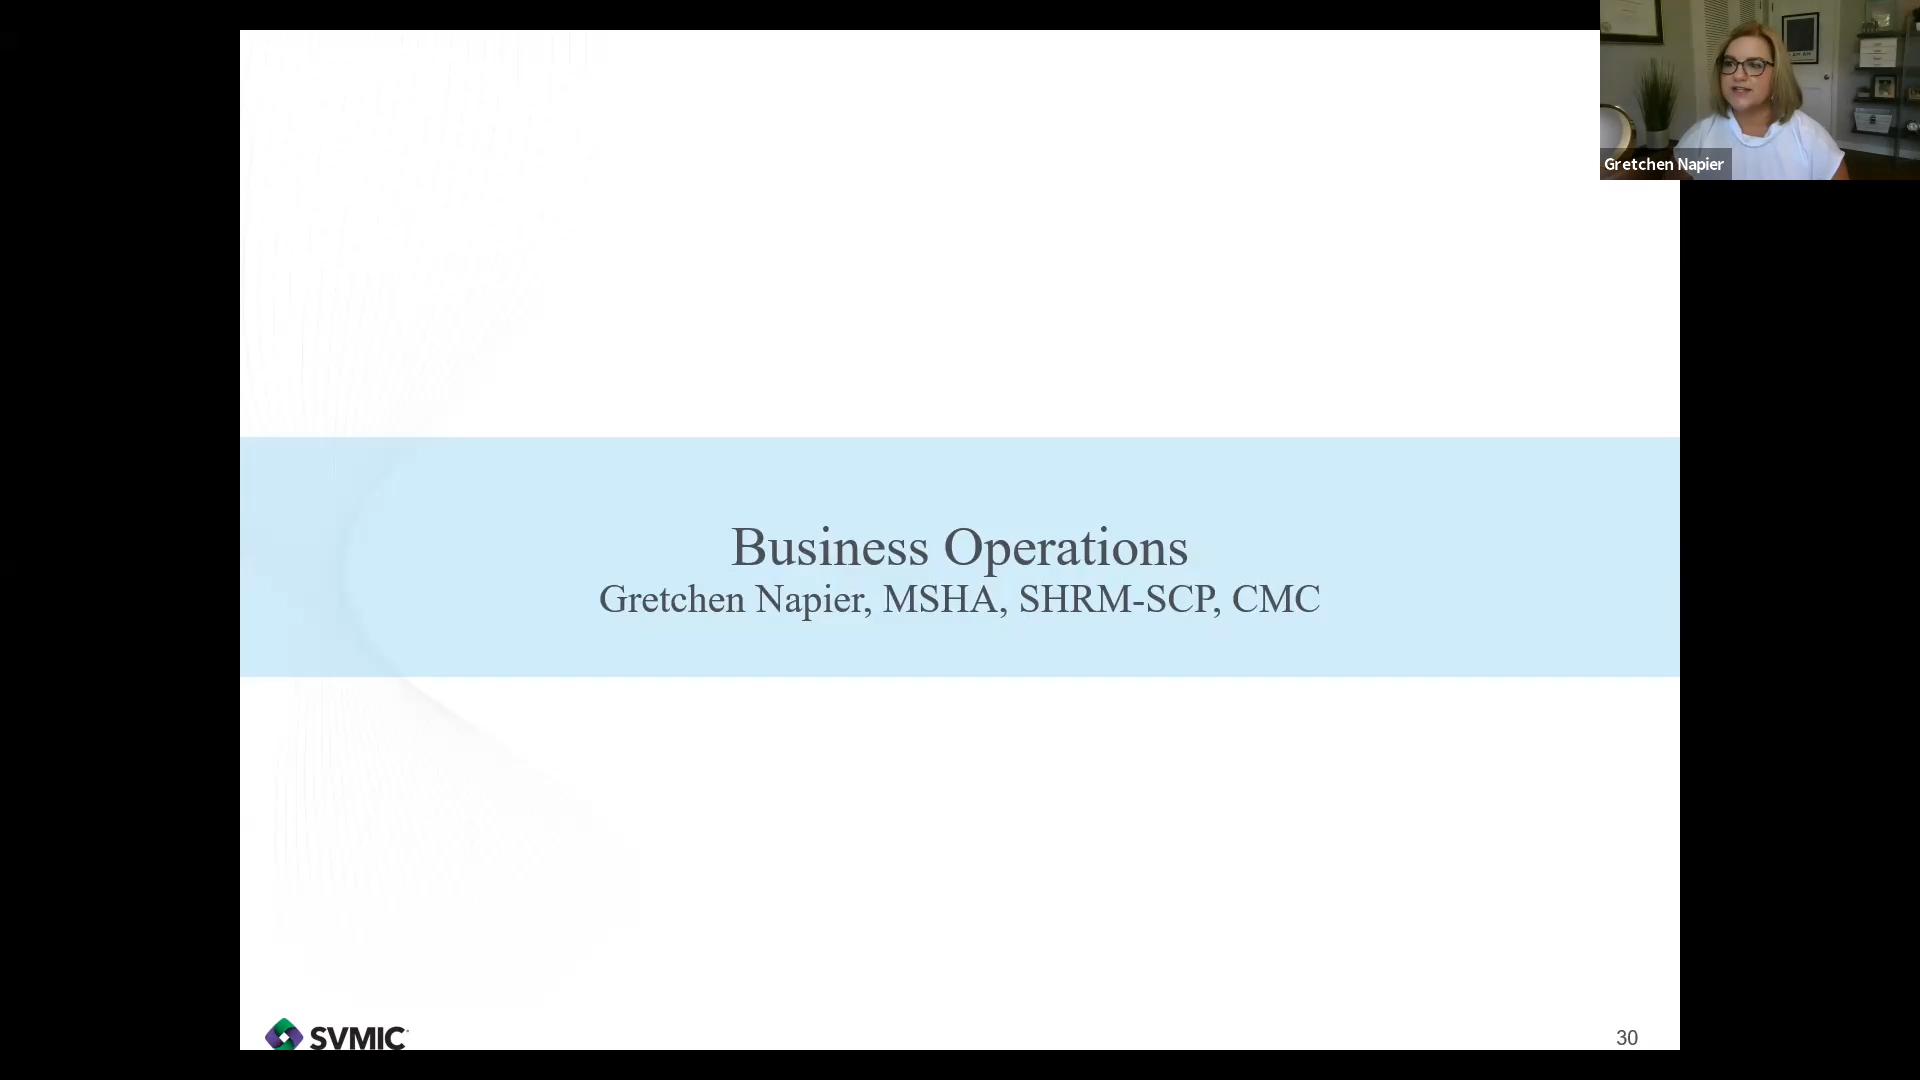 Gretchen Napier
Business Operations
Gretchen Napier, MSHA, SHRM-SCP, CMC
SVMIC
30